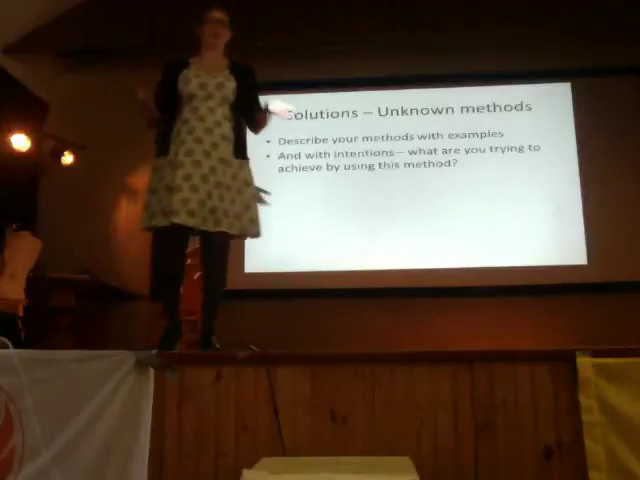 Solutions – Unknown methods
• Describe your methods with examples
• And with intentions – what are you trying to
achieve by using this method?